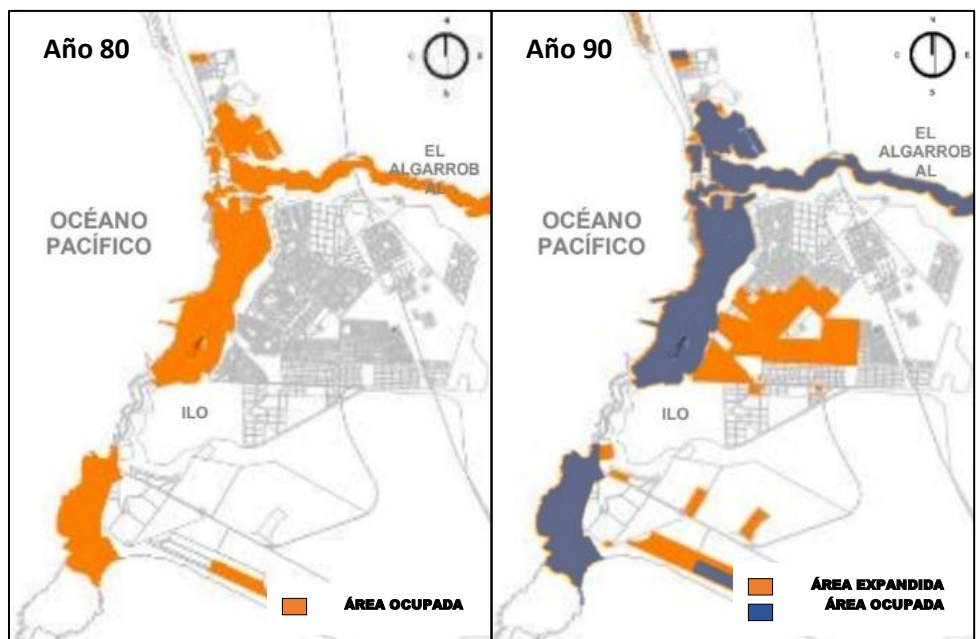 Año 80
EL
ALGARROB
AL
OCÉANO
PACÍFICO
ILO
ÁREA OCUPADA
Año 90
EL
ALGARROB
AL
OCÉANO
PACÍFICO
ILO
ÁREA EXPANDIDA
ÁREA OCUPADA